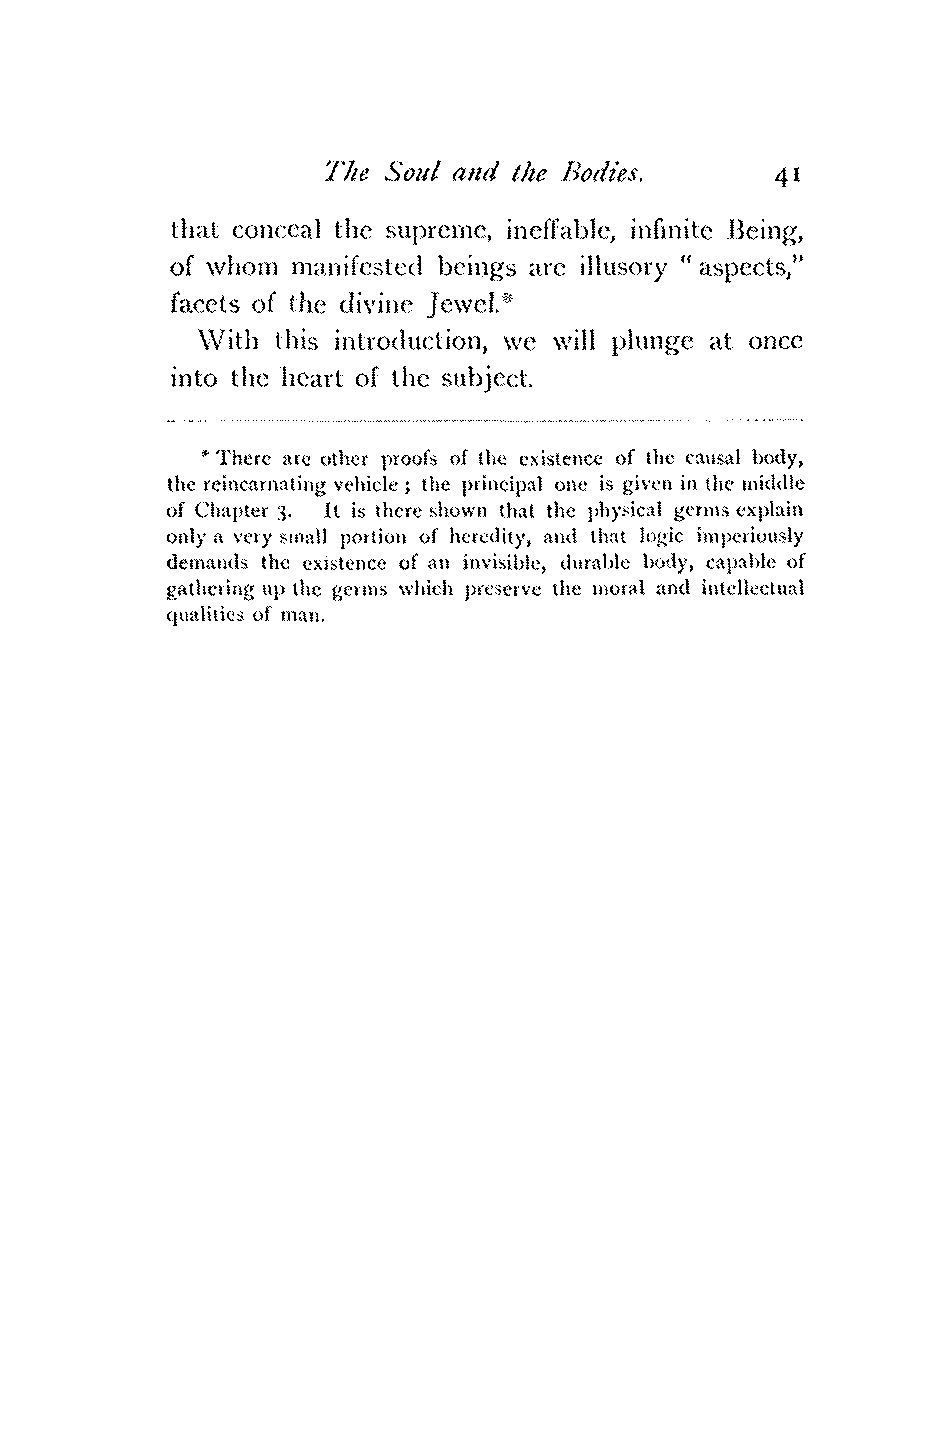 The Soul and the Bodies. 41
that conceal the supreme, ineffable, infinite Being,
of whom manifested beings are illusory " aspects,"
facets of the divine Jewel.*
With this introduction, we will plunge at once
into the heart of the subject.
* There are other proofs of the existence of the causal body,
the reincarnating vehicle ; the principal one is given in the middle
of Chapter 3. It is there shown that the physical germs explain
only a very small portion of heredity, and that logic imperiously
demands the existence of an invisible, durable body, capable of
gathering up the germs which preserve the moral and intellectual
qualities of man.